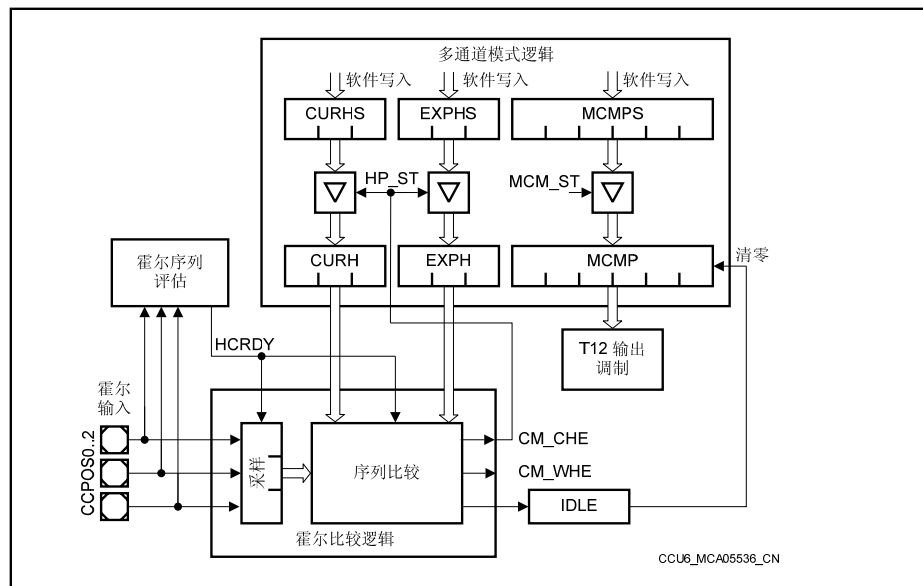 多通道模式逻辑
软件写入 软件写入 软件写入
CURHS EXPHS MCMPS
HP_ST MCM_ST
CURH EXPH MCMP
清零
霍尔序列
评估
T12 输出
调制
HCRDY
霍尔
输入
CCPOS0..2
采样
序列比较
CM_CHE
CM_WHE
IDLE
霍尔比较逻辑
CCU6_MCA05536_CN